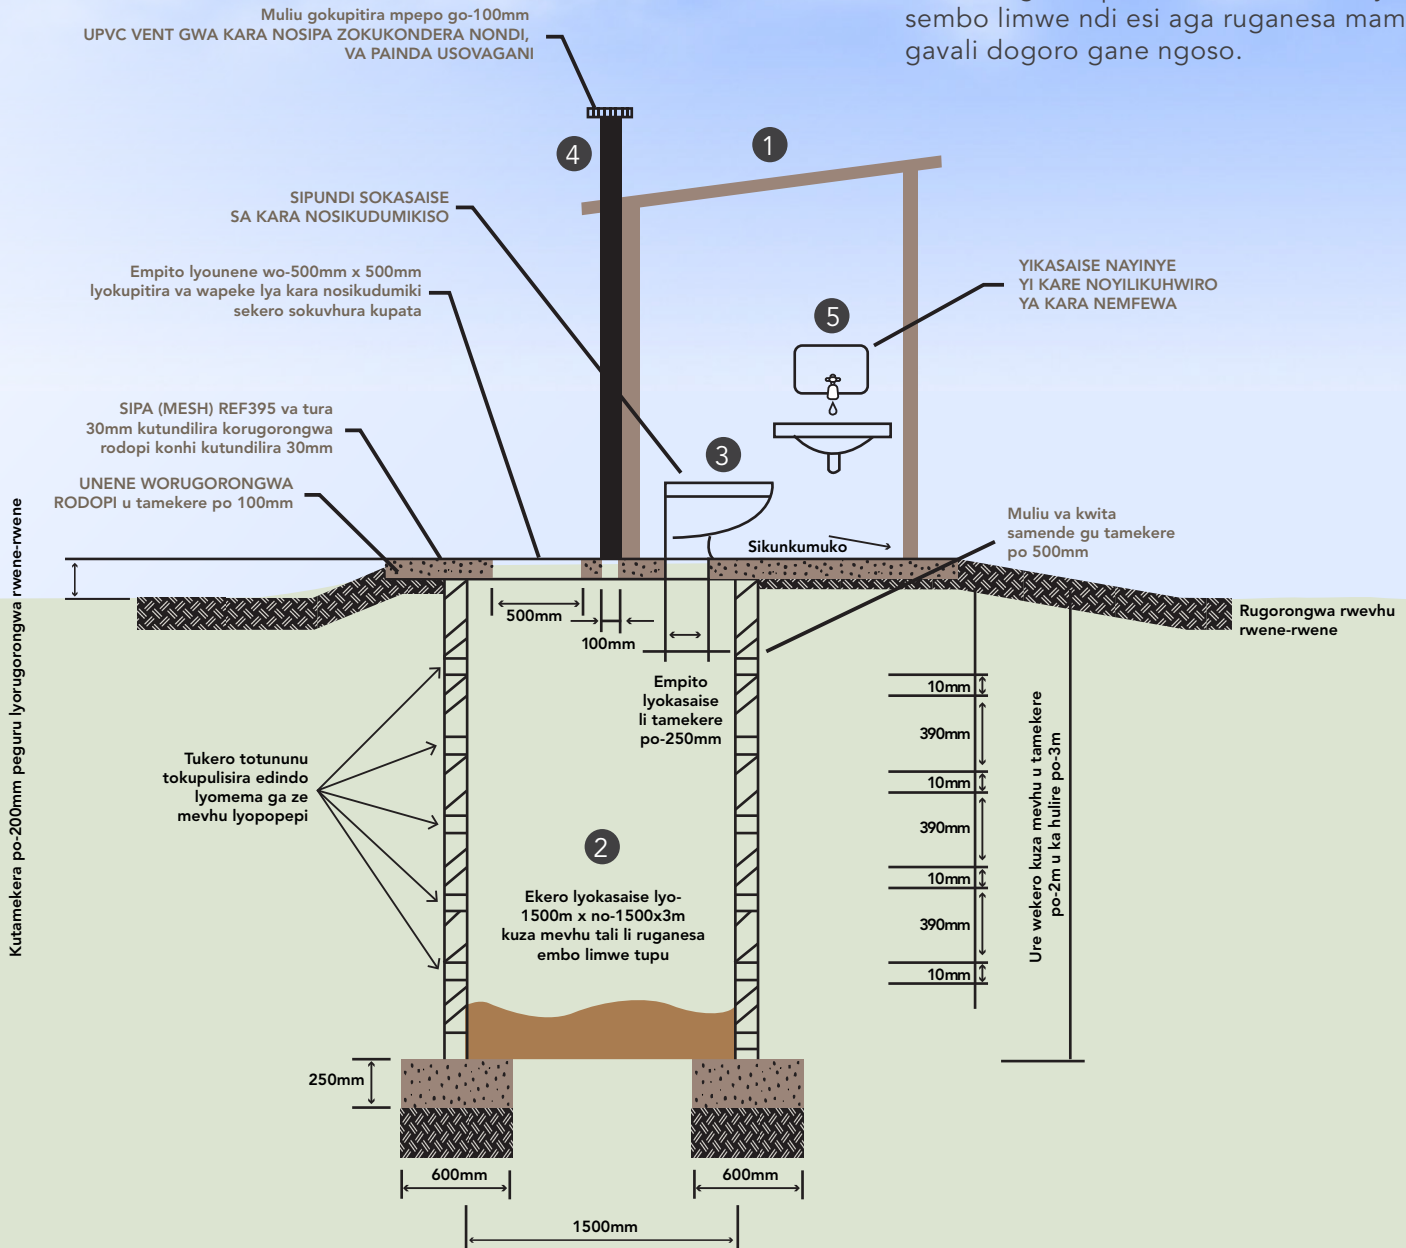 sembo limwe ndi esi aga ruganesa mam
gavali dogoro gane ngoso.
Muliu gokupitira mpepo go-100mm
UPVC VENT GWA KARA NOSIPA ZOKUKONDERA NONDI,
VA PAINDA USOVAGANI
4
1
SIPUNDI SOKASAISE
SA KARA NOSIKUDUMIKISO
Empito lyounene wo-500mm x 500mm
lyokupitira va wapeke lya kara nosikudumiki
sekero sokuvhura kupata
YIKASAISE NAYINYE
YI KARE NOYILIKUHWIRO
YA KARA NEMFEWA
5
SIPA (MESH) REF395 va tura
30mm kutundilira korugorongwa
rodopi konhi kutundilira 30mm
3
UNENE WORUGORONGWA
RODOPI u tamekere po 100mm
Muliu va kwita
samende gu tamekere
po 500mm
Sikunkumuko
Kutamekera po-200mm peguru lyorugorongwa rwene-rwene
Rugorongwa rwevhu
rwene-rwene
500mm
100mm
Empito
lyokasaise
li tamekere
po-250mm
10mm
390mm
10mm
390mm
10mm
390mm
10mm
Ure wekero kuza mevhu u tamekere
po-2m u ka hulire po-3m
Tukero totununu
tokupulisira edindo
lyomema ga ze
mevhu lyopopepi
2
Ekero lyokasaise lyo-
1500m x no-1500x3m
kuza mevhu tali li ruganesa
embo limwe tupu
250mm
600mm
600mm
1500mm